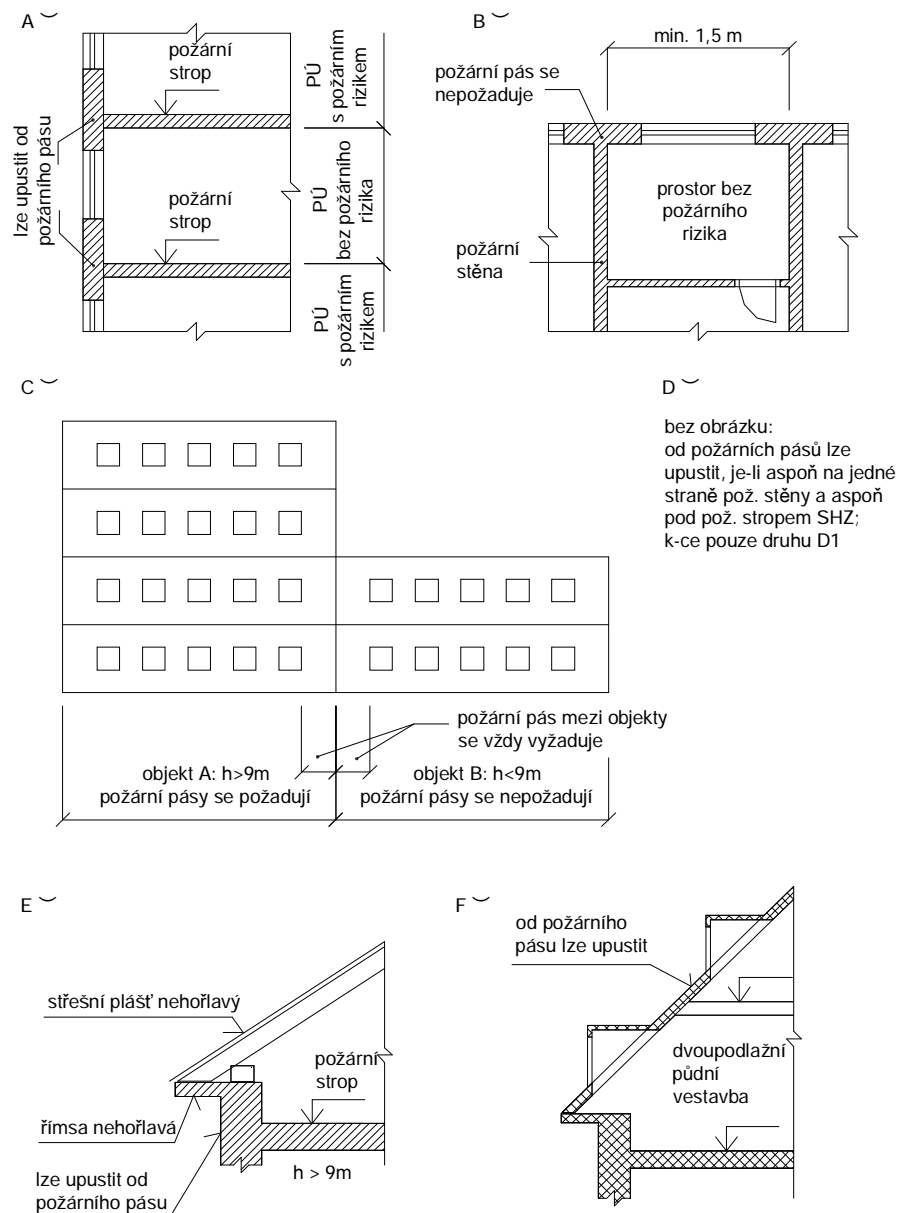 A
požární
strop
požární
strop
lze upustit od
požárního pásu
PÚ
s požárním
rizikem
PÚ
bez požárního
rizika
PÚ
s požárním
rizikem
B
min. 1,5 m
požární pás se
nepožaduje
prostor bez
požárního
rizika
požární
stěna
C
požární pás mezi objekty
se vždy vyžaduje
objekt A: h>9m
požární pásy se požadují
objekt B: h<9m
požární pásy se nepožadují
D
bez obrázku:
od požárních pásů lze
upustit, je-li aspoň na jedné
straně pož. stěny a aspoň
pod pož. stropem SHZ;
k-ce pouze druhu D1
E
střešní plášť nehořlavý
požární
strop
římsa nehořlavá
lze upustit od
požárního pásu
h > 9m
F
od požárního
pásu lze upustit
dvoupodlažní
půdní
vestavba